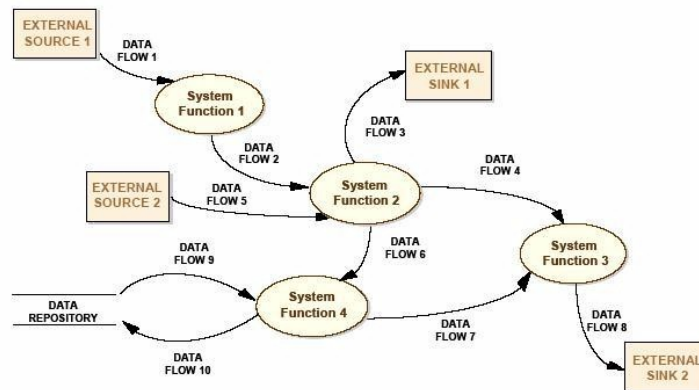 EXTERNAL
SOURCE 1
DATA
FLOW 1
System
Function 1
EXTERNAL
SINK 1
DATA
FLOW 3
DATA
FLOW 2
DATA
FLOW 4
EXTERNAL
SOURCE 2
DATA
FLOW 5
System
Function 2
DATA
FLOW 6
System
Function 3
DATA
FLOW 9
DATA
REPOSITORY
System
Function 4
DATA
FLOW 7
DATA
FLOW 8
DATA
FLOW 10
EXTERNAL
SINK 2